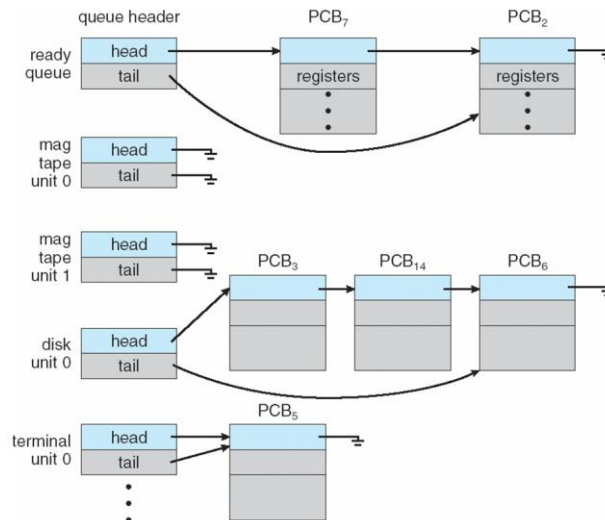 queue header
PCB₇
PCB₂
ready
queue
head
tail
registers
registers
mag
tape
unit 0
head
tail
mag
tape
unit 1
head
tail
PCB₃
PCB₁₄
PCB₆
disk
unit 0
head
tail
PCB₅
terminal
unit 0
head
tail